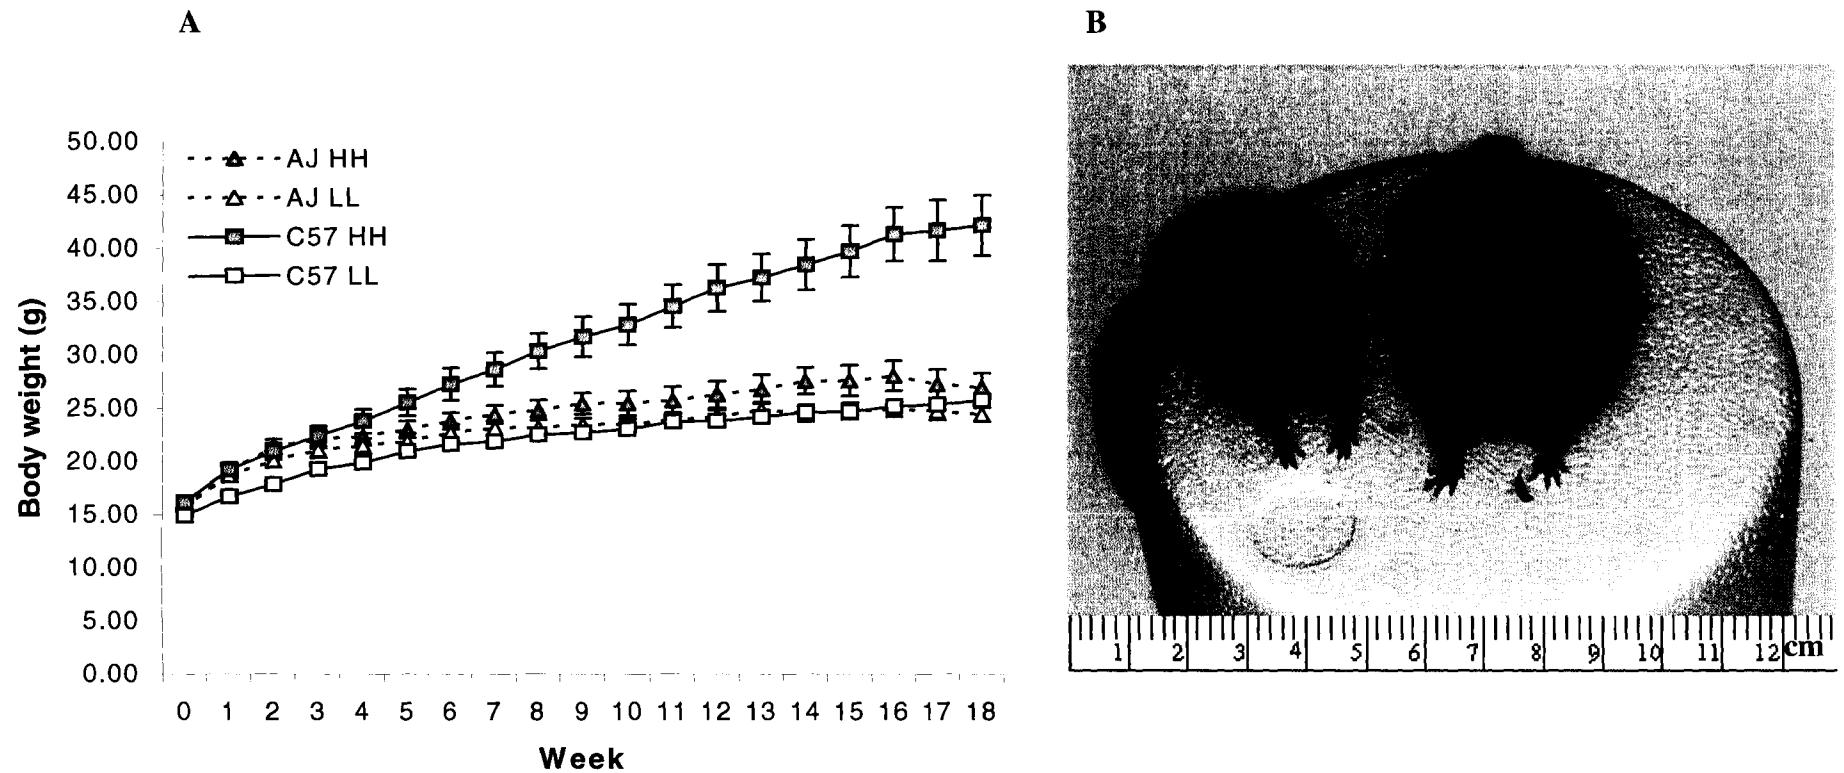 A
B
50.00
45.00
40.00
35.00
30.00
25.00
20.00
15.00
10.00
5.00
0.00
Body weight (g)
AJ HH
AJ LL
C57 HH
C57 LL
0 1 2 3 4 5 6 7 8 9 10 11 12 13 14 15 16 17 18
Week
1 2 3 4 5 6 7 8 9 10 11 12 cm